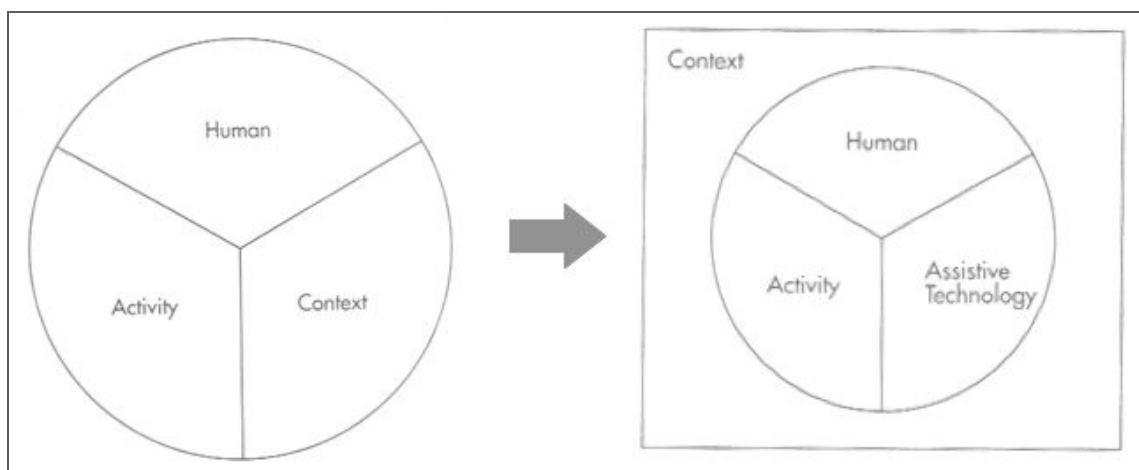 Human
Activity
Context
Context
Human
Activity
Assistive
Technology